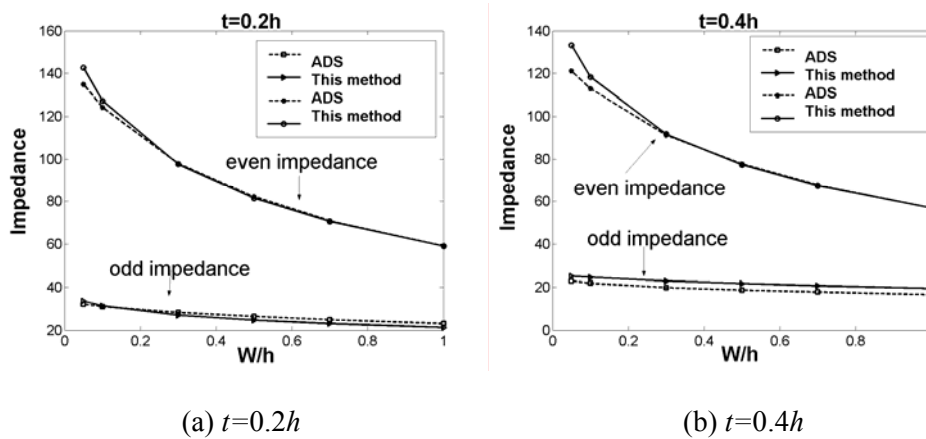 t=0.2h
160
140
120
100
80
60
40
20
0
0.2
0.4
0.6
0.8
1
Impedance
W/h
ADS
This method
ADS
This method
even impedance
odd impedance
(a) t=0.2h
t=0.4h
140
120
100
80
60
40
20
0
0
0.2
0.4
0.6
0.8
Impedance
W/h
ADS
This method
ADS
This method
even impedance
odd impedance
(b) t=0.4h